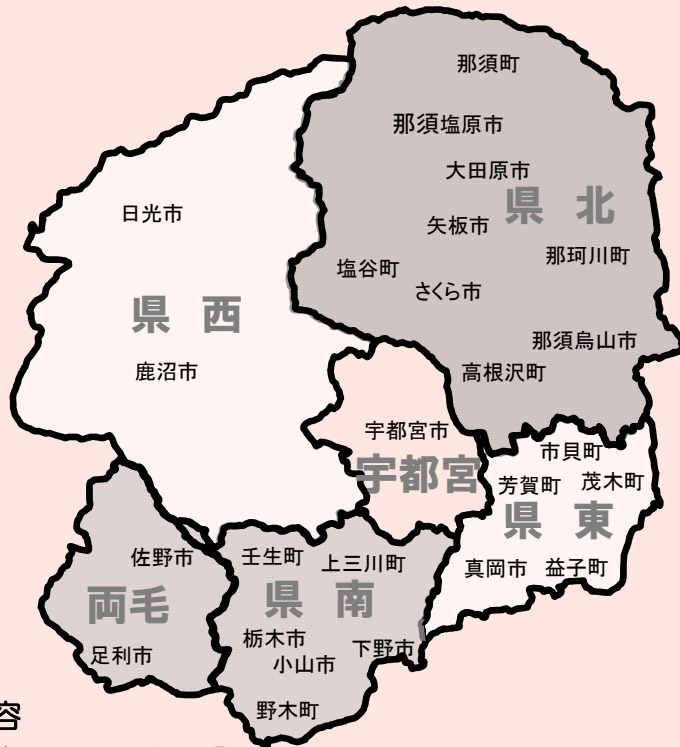 那須町
那須塩原市
大田原市
県 北
矢板市
那珂川町
塩谷町
さくら市
那須烏山市
高根沢町
日光市
県 西
鹿沼市
宇都宮市
宇都宮
市貝町
芳賀町
茂木町
県 東
真岡市
益子町
佐野市
両毛
足利市
壬生町
上三川町
県 南
栃木市
小山市
下野市
野木町
容